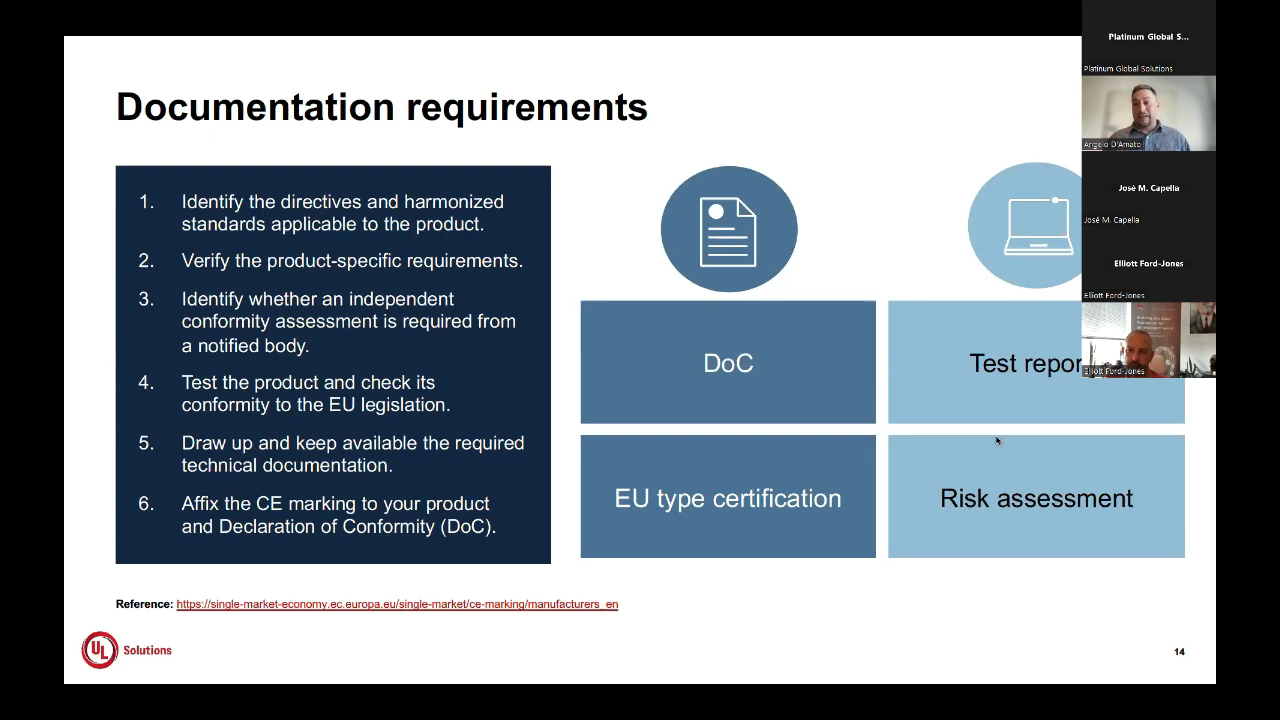 Documentation requirements
1. Identify the directives and harmonized
standards applicable to the product.
2. Verify the product-specific requirements.
3. Identify whether an independent
conformity assessment is required from
a notified body.
4. Test the product and check its
conformity to the EU legislation.
5. Draw up and keep available the required
technical documentation.
6. Affix the CE marking to your product
and Declaration of Conformity (DoC).
DoC
Test repor
EU type certification
Risk assessment
Reference: https://single-market-economy.ec.europa.eu/single-market/ce-marking/manufacturers_en
UL Solutions
14
Platinum Global S...
Platinum Global Solutions
Angelo D'Amato
José M. Capella
José M. Capella
Elliott Ford-Jones
Elliott Ford-Jones
Elliott Ford-Jones